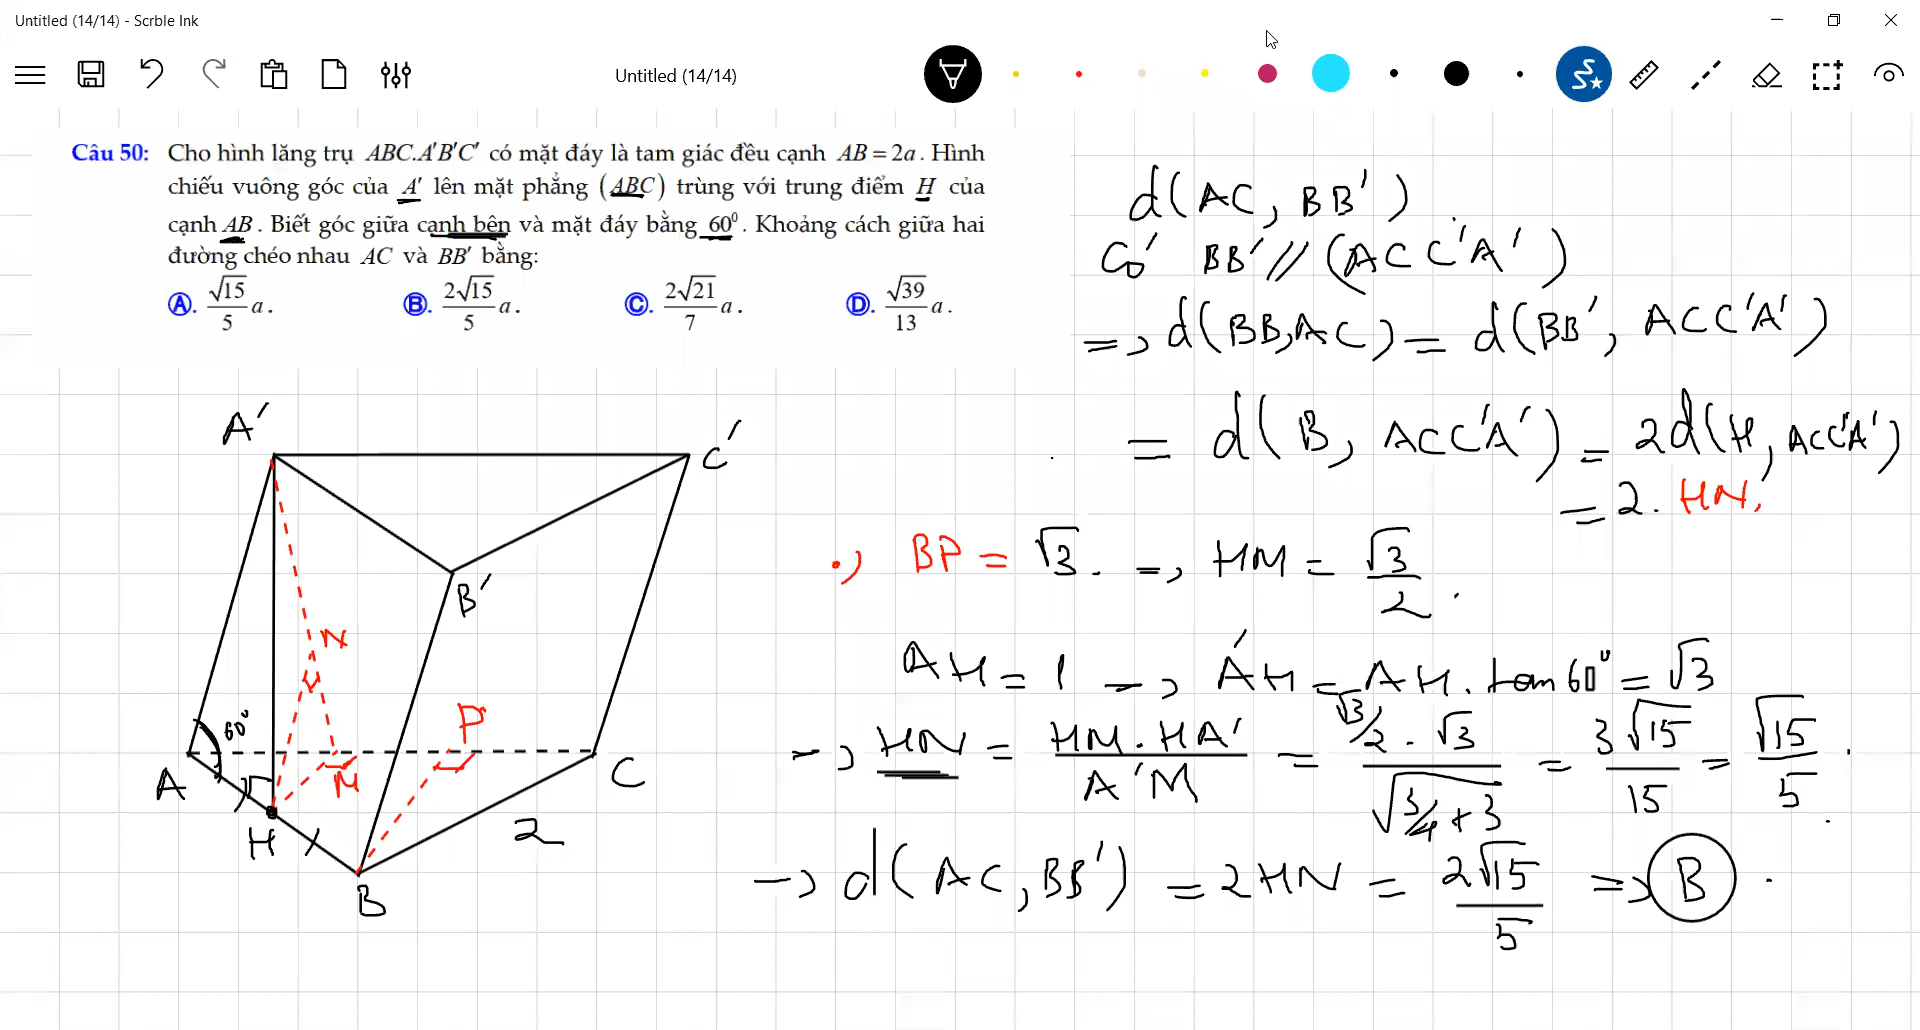 Untitled (14/14) - Scrble Ink
Untitled (14/14)
Câu 50: Cho hình lăng trụ ABC.A'B'C' có mặt đáy là tam giác đều cạnh AB = 2a. Hình
chiếu vuông góc của A' lên mặt phẳng (ABC) trùng với trung điểm H của
cạnh AB. Biết góc giữa cạnh bên và mặt đáy bằng 60⁰. Khoảng cách giữa hai
đường chéo nhau AC và BB' bằng:
A. √15/5 a. B. 2√15/5 a. C. 2√21/7 a. D. √39/13 a.
d(AC, BB').
Có BB' // (ACC'A')
=> d(BB, AC) = d(BB', ACC'A')
= d(B, ACC'A') = 2d(H, ACC'A')
= 2. HN.
•) BP = √3. -> HM = √3/2.
AH = 1 -> A'H = AH. tan 60° = √3
-> HN = HM.HA'/A'M = (√3/2 . √3)/√(3/4 + 3) = 3√15/15 = √15/5.
-> d(AC, BB') = 2HN = 2√15/5 => B.
A'
C'
B'
N
60°
P
A
M
C
H
2
B